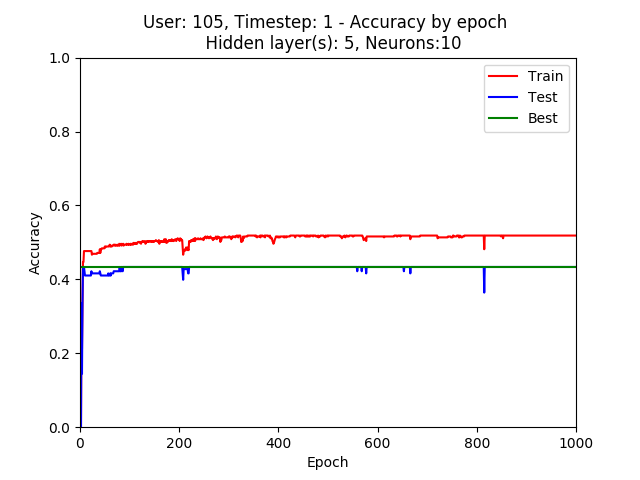 User: 105, Timestep: 1 - Accuracy by epoch
Hidden layer(s): 5, Neurons:10
Train
Test
Best
1.0
0.8
0.6
0.4
0.2
0.0
Accuracy
0 200 400 600 800 1000
Epoch